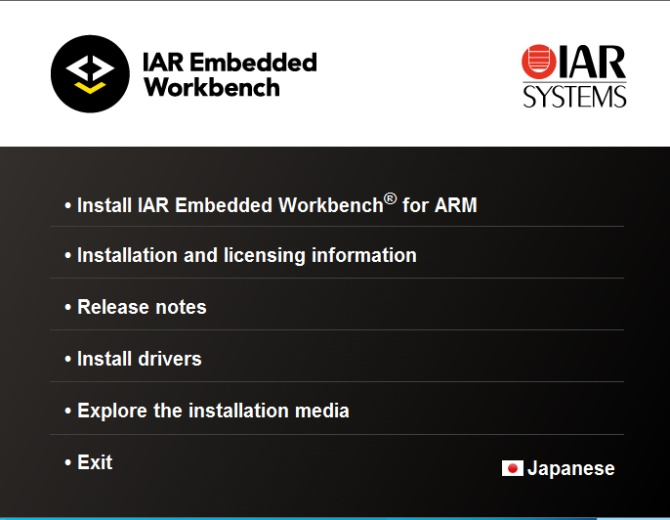 IAR Embedded
Workbench
IAR
SYSTEMS
• Install IAR Embedded Workbench® for ARM
• Installation and licensing information
• Release notes
• Install drivers
• Explore the installation media
• Exit
Japanese